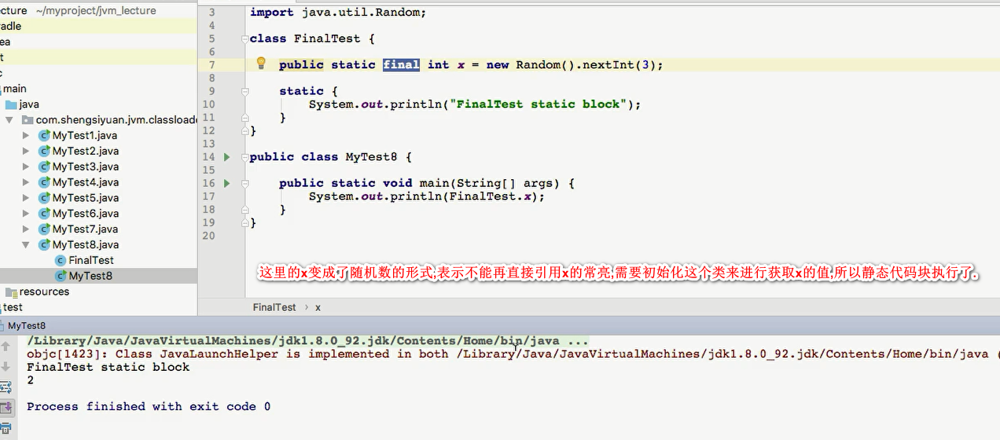 cture ~/myproject/jvm_lecture
adle
ea
t
c
main
java
com.shengsiyuan.jvm.classloade
MyTest1.java
MyTest2.java
MyTest3.java
MyTest4.java
MyTest5.java
MyTest6.java
MyTest7.java
MyTest8.java
FinalTest
MyTest8
resources
test
3 import java.util.Random;
4
5 class FinalTest {
6
7 public static final int x = new Random().nextInt(3);
8
9 static {
10 System.out.println("FinalTest static block");
11 }
12 }
13
14 public class MyTest8 {
15
16 public static void main(String[] args) {
17 System.out.println(FinalTest.x);
18 }
19 }
20
这里的x变成了随机数的形式,表示不能再直接引用x的常亮,需要初始化这个类来进行获取x的值,所以静态代码块执行了.
FinalTest > x
MyTest8
/Library/Java/JavaVirtualMachines/jdk1.8.0_92.jdk/Contents/Home/bin/java ...
objc[1423]: Class JavaLaunchHelper is implemented in both /Library/Java/JavaVirtualMachines/jdk1.8.0_92.jdk/Contents/Home/bin/java (
FinalTest static block
2
Process finished with exit code 0